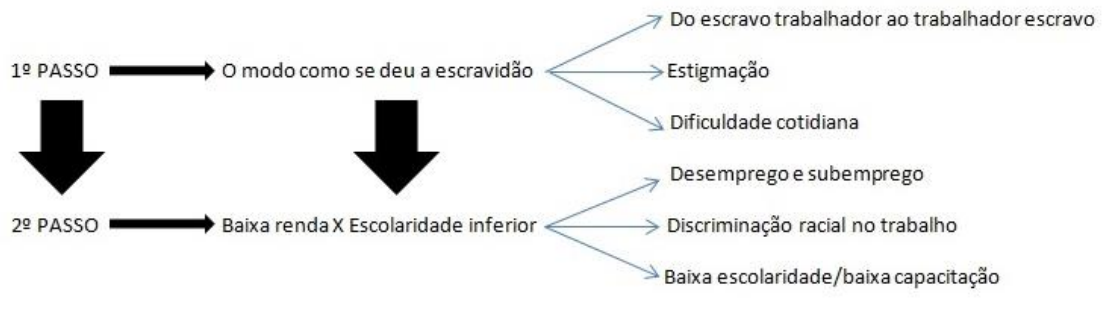 Do escravo trabalhador ao trabalhador escravo
1º PASSO
O modo como se deu a escravidão
Estigmação
Dificuldade cotidiana
Desemprego e subemprego
2º PASSO
Baixa renda X Escolaridade inferior
Discriminação racial no trabalho
Baixa escolaridade/baixa capacitação